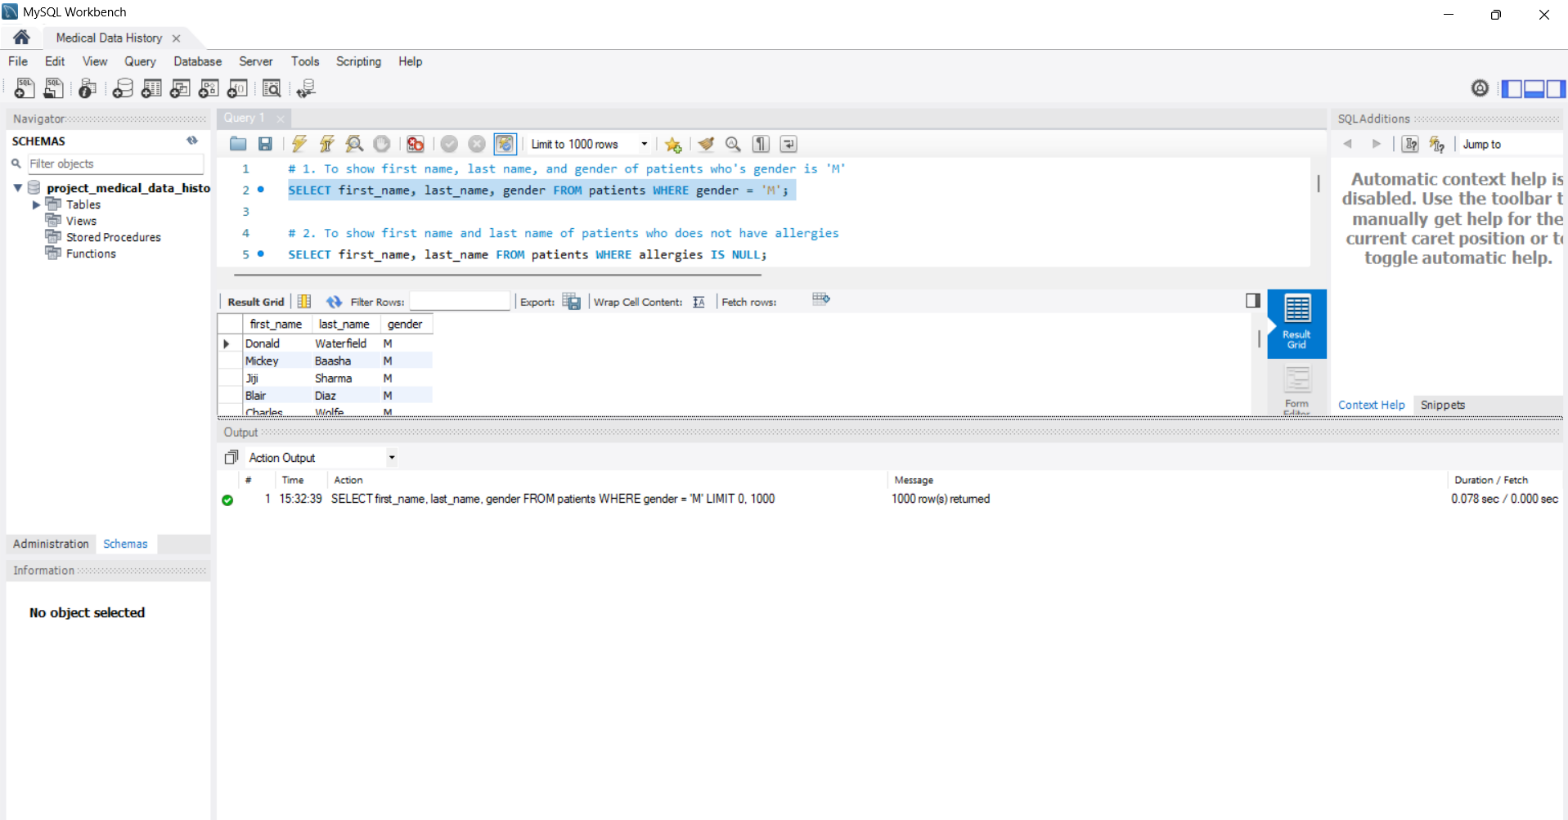 MySQL Workbench
Medical Data History
File Edit View Query Database Server Tools Scripting Help
Navigator
SCHEMAS
Filter objects
project_medical_data_histo
Tables
Views
Stored Procedures
Functions
Administration Schemas
Information
No object selected
Query 1
Limit to 1000 rows
1 # 1. To show first name, last name, and gender of patients who's gender is 'M'
2 SELECT first_name, last_name, gender FROM patients WHERE gender = 'M';
3
4 # 2. To show first name and last name of patients who does not have allergies
5 SELECT first_name, last_name FROM patients WHERE allergies IS NULL;
Result Grid Filter Rows: Export: Wrap Cell Content: Fetch rows:
first_name last_name gender
Donald Waterfield M
Mickey Baasha M
Jiji Sharma M
Blair Diaz M
Charles Wolfe M
Result
Grid
Form
Editor
SQLAdditions
Jump to
Automatic context help is
disabled. Use the toolbar t
manually get help for the
current caret position or to
toggle automatic help.
Context Help Snippets
Output
Action Output
# Time Action Message Duration / Fetch
1 15:32:39 SELECT first_name, last_name, gender FROM patients WHERE gender = 'M' LIMIT 0, 1000 1000 row(s) returned 0.078 sec / 0.000 sec